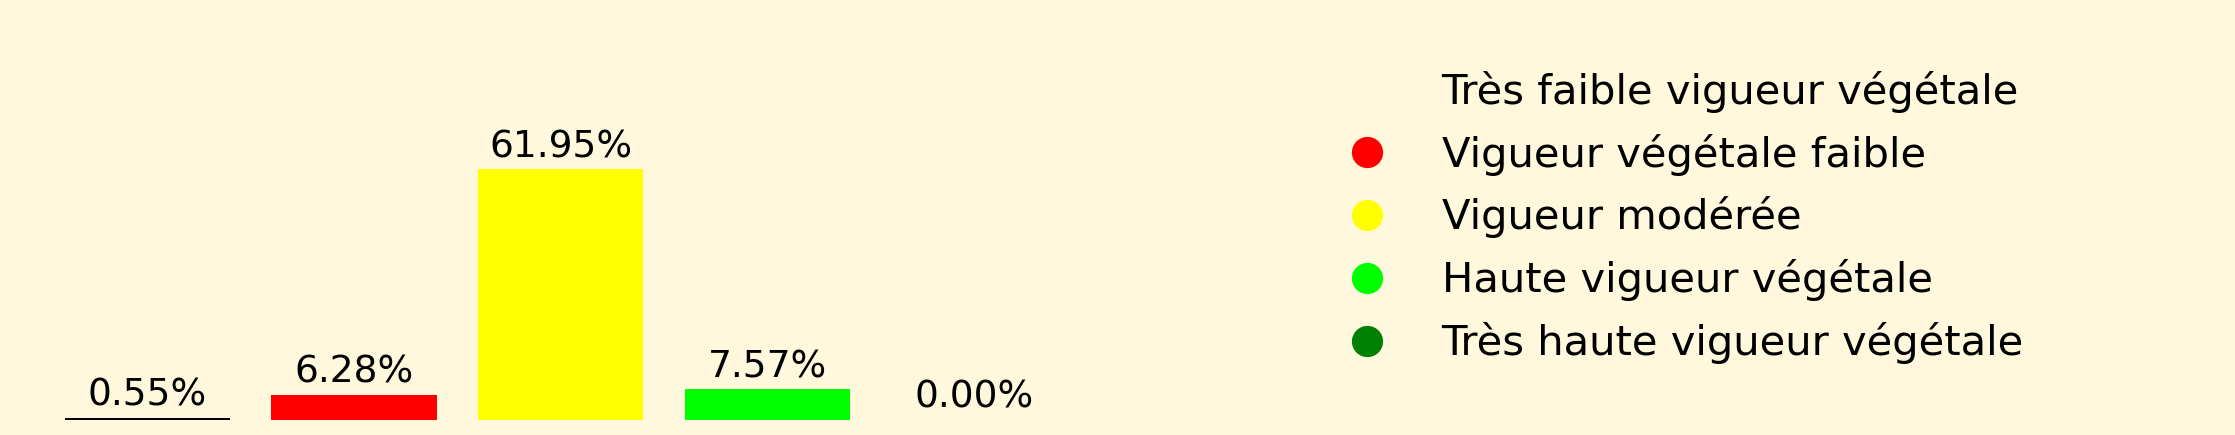 0.55%
6.28%
61.95%
7.57%
0.00%
Très faible vigueur végétale
Vigueur végétale faible
Vigueur modérée
Haute vigueur végétale
Très haute vigueur végétale